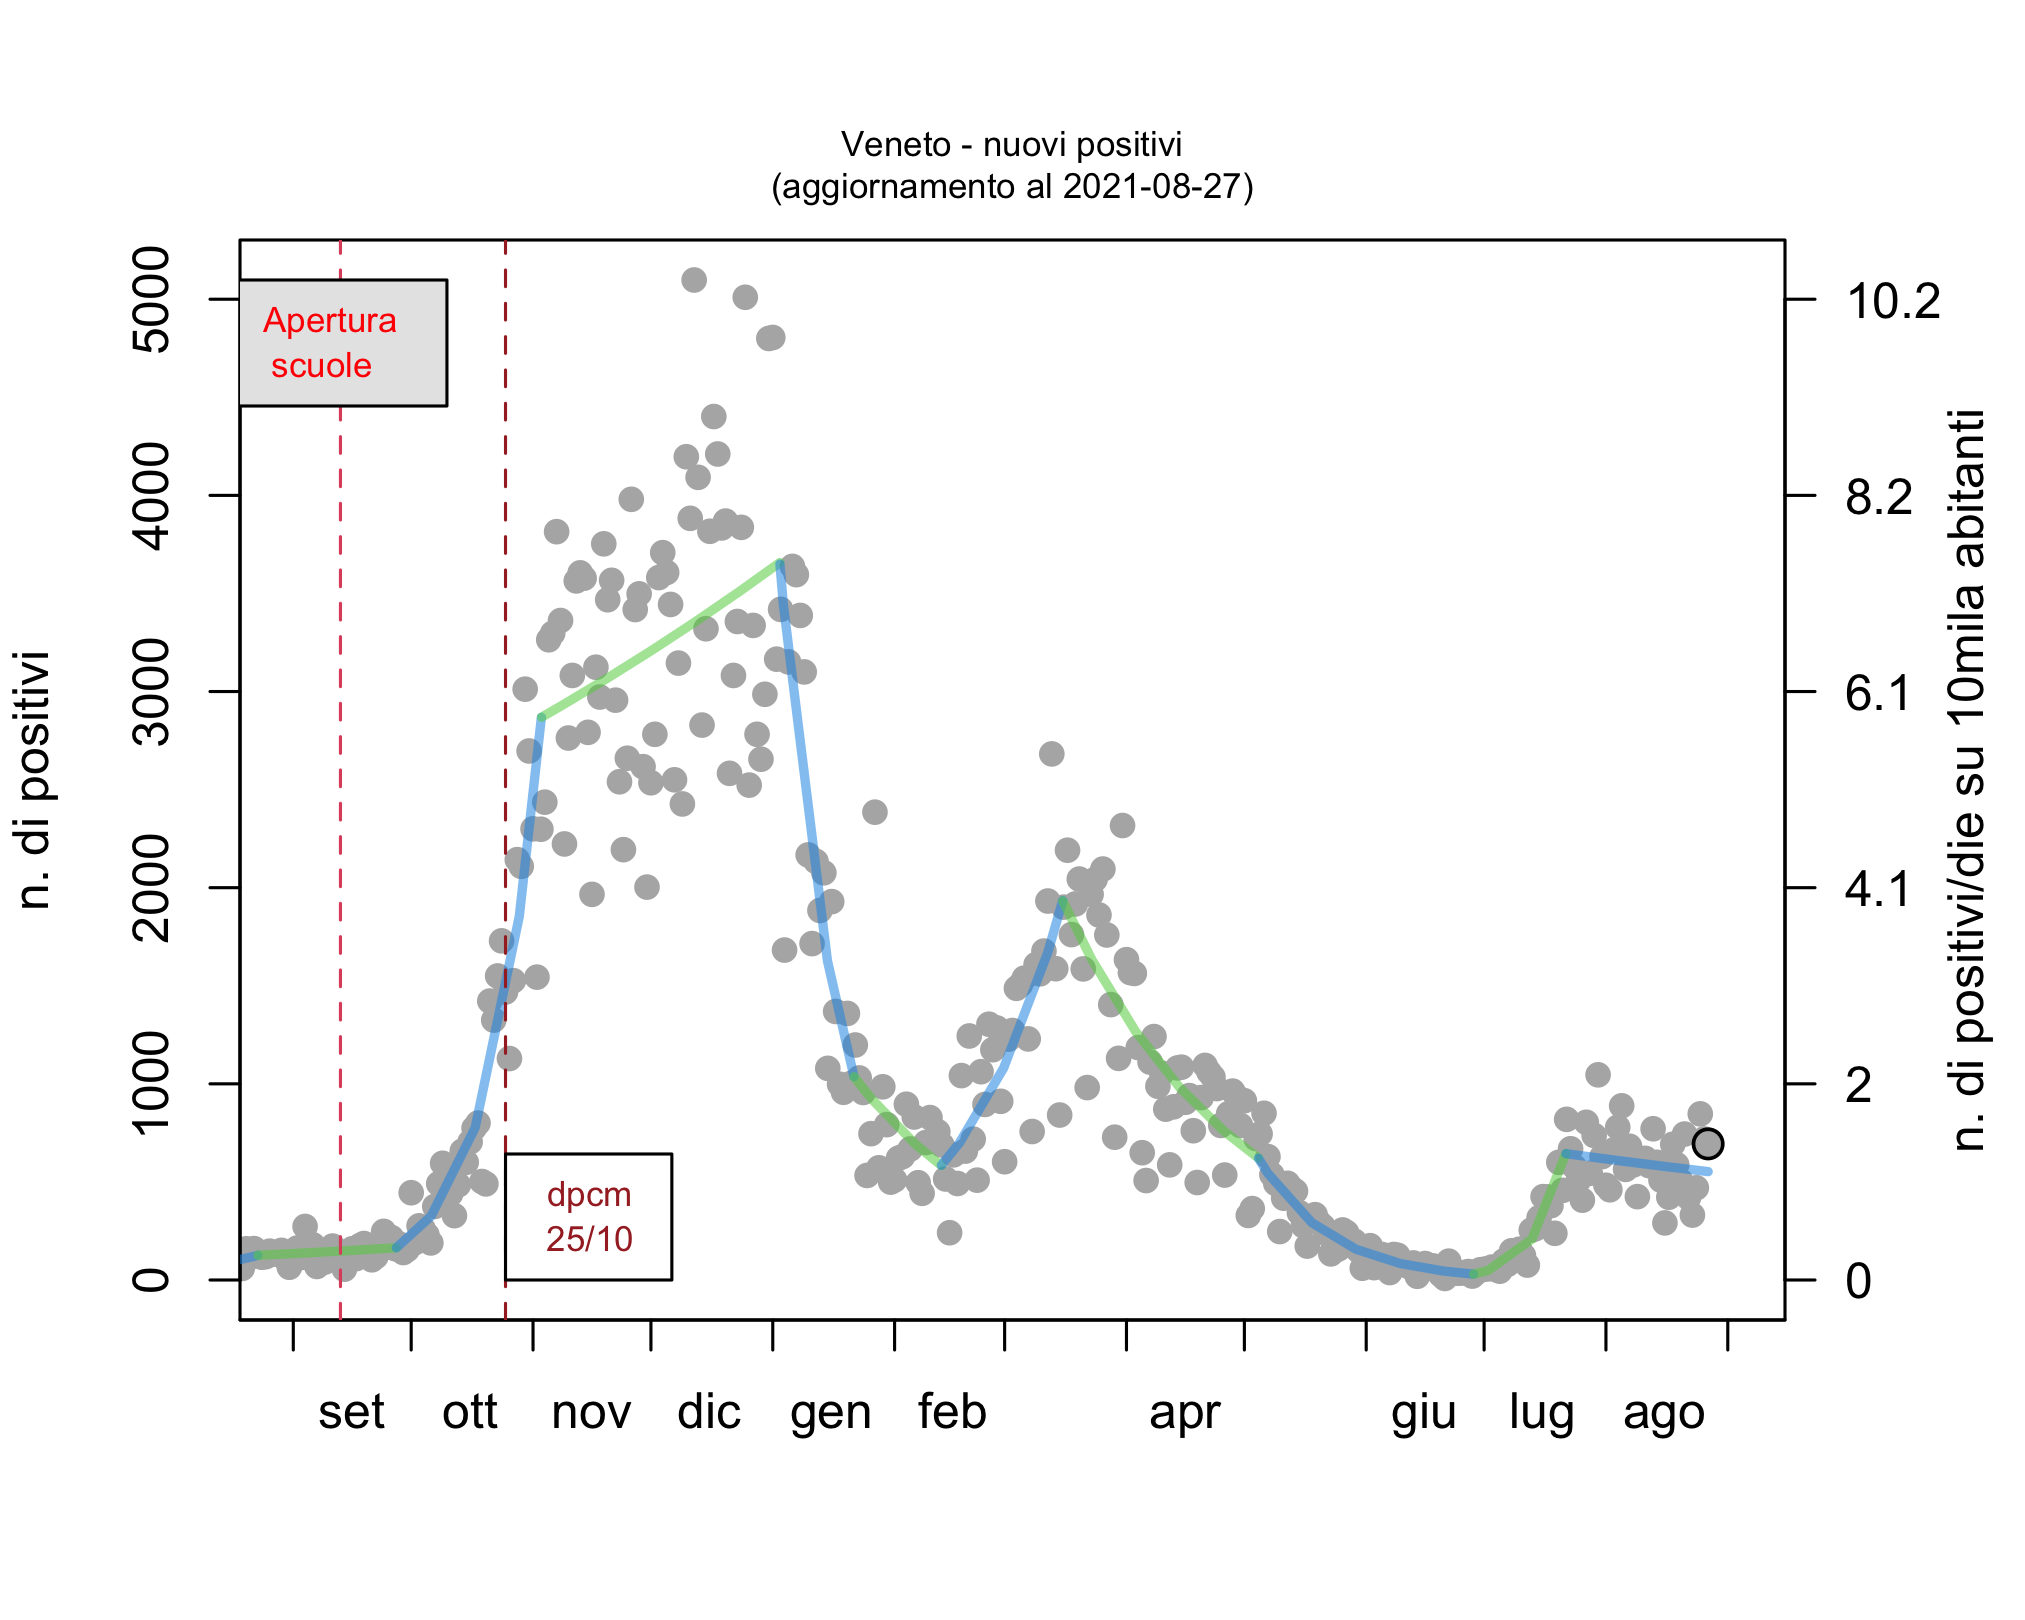 Veneto - nuovi positivi
(aggiornamento al 2021-08-27)
n. di positivi
0
1000
2000
3000
4000
5000
Apertura
scuole
dpcm
25/10
10.2
8.2
6.1
4.1
2
0
n. di positivi/die su 10mila abitanti
set ott nov dic gen feb apr giu lug ago